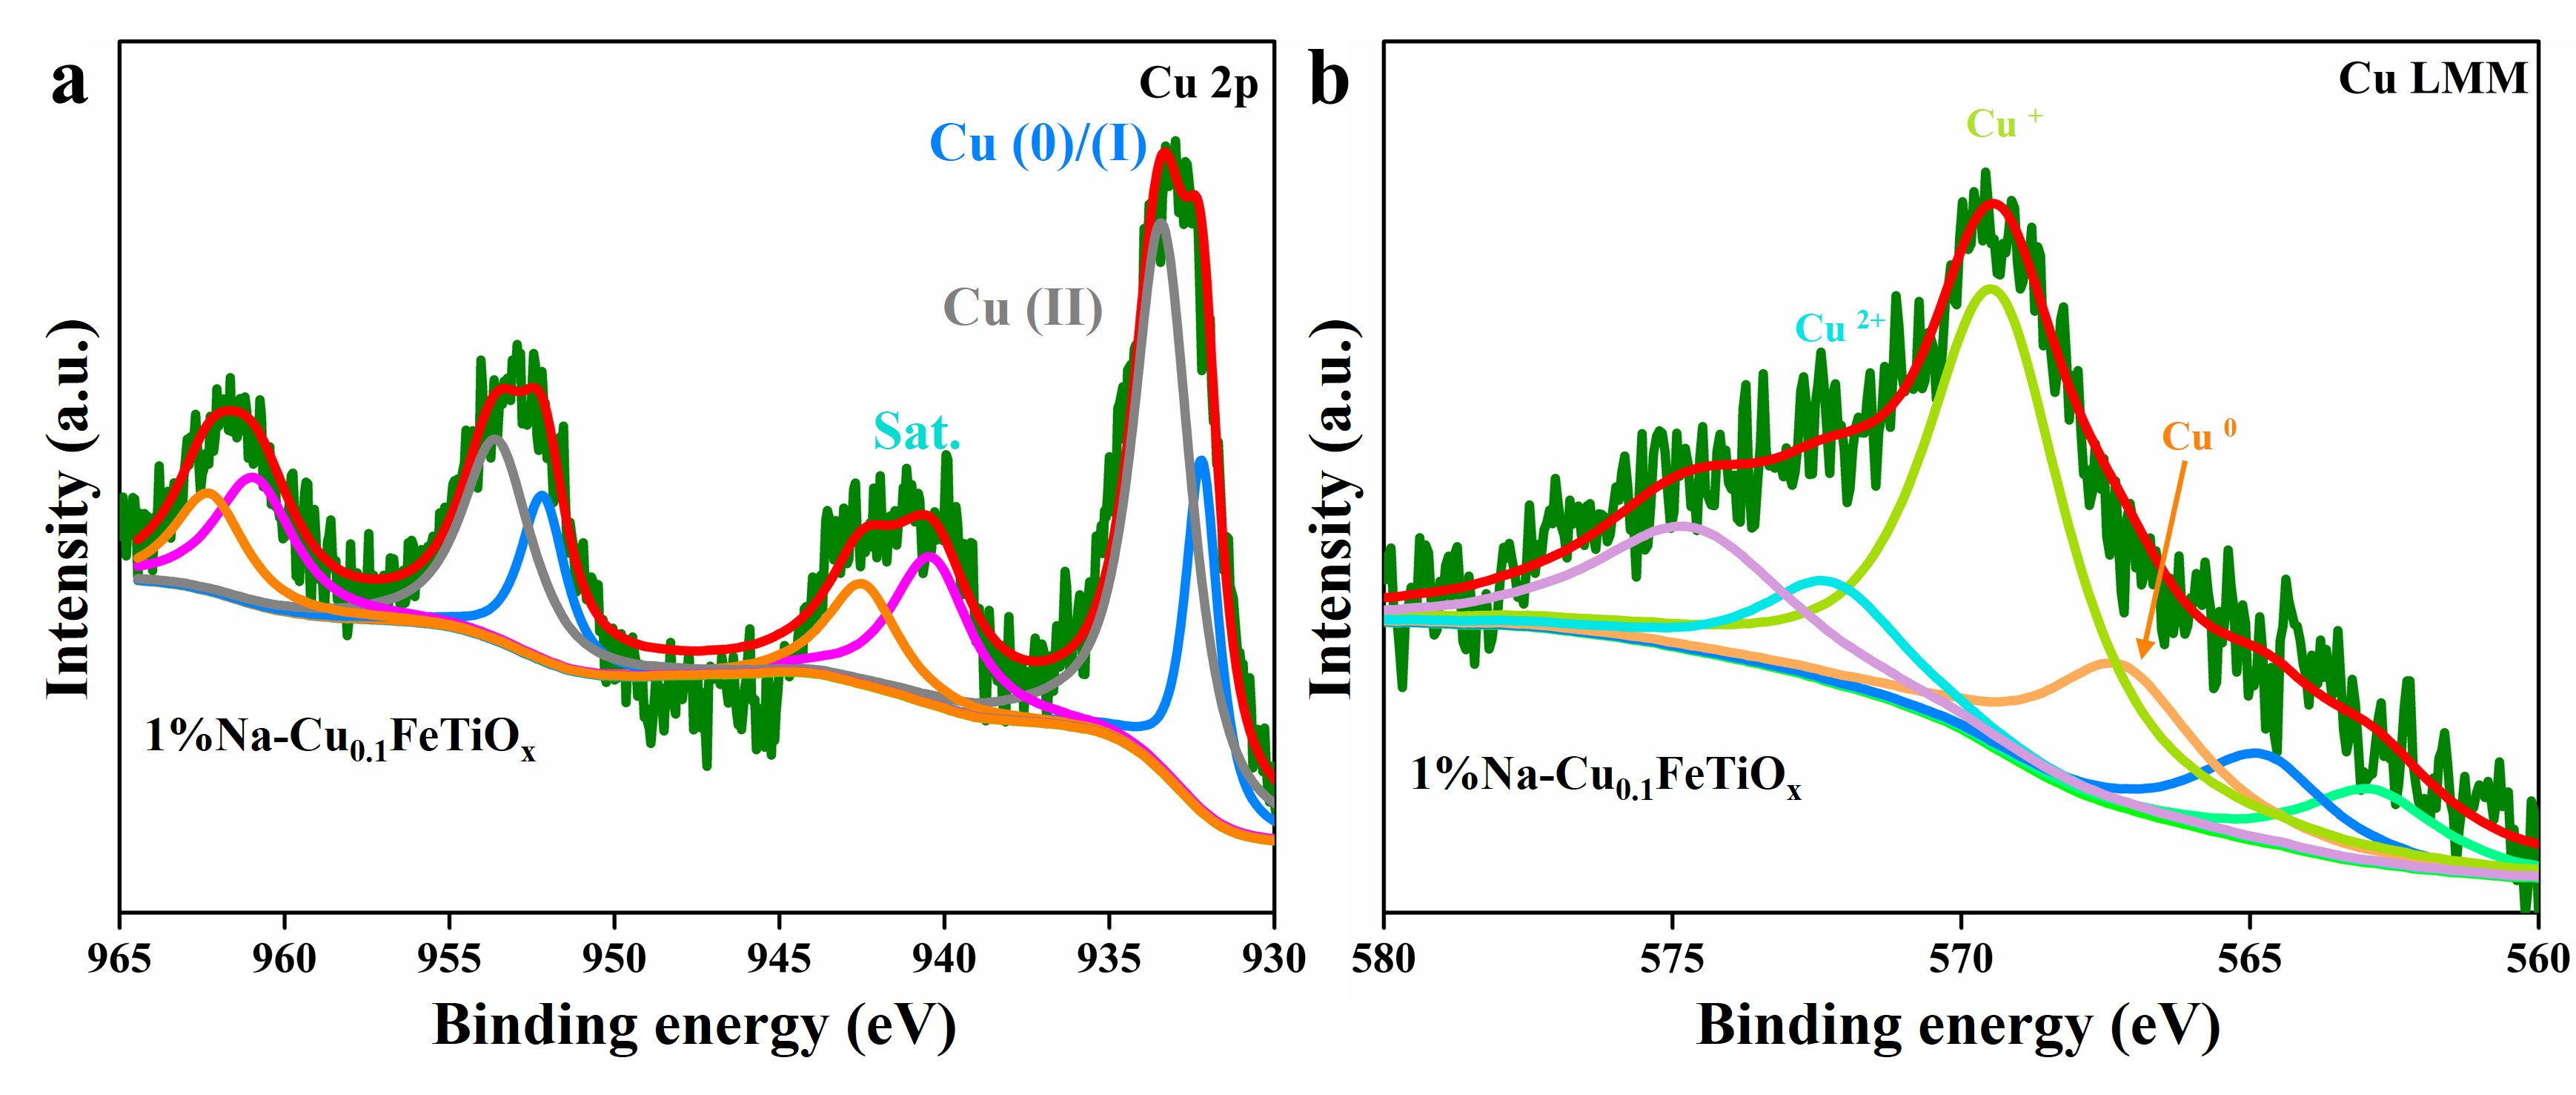 a
Cu 2p
Cu (0)/(I)
Cu (II)
Sat.
1%Na-Cu0.1FeTiOx
Intensity (a.u.)
965 960 955 950 945 940 935 930
Binding energy (eV)
b
Cu LMM
Cu +
Cu 2+
Cu 0
1%Na-Cu0.1FeTiOx
Intensity (a.u.)
580 575 570 565 560
Binding energy (eV)